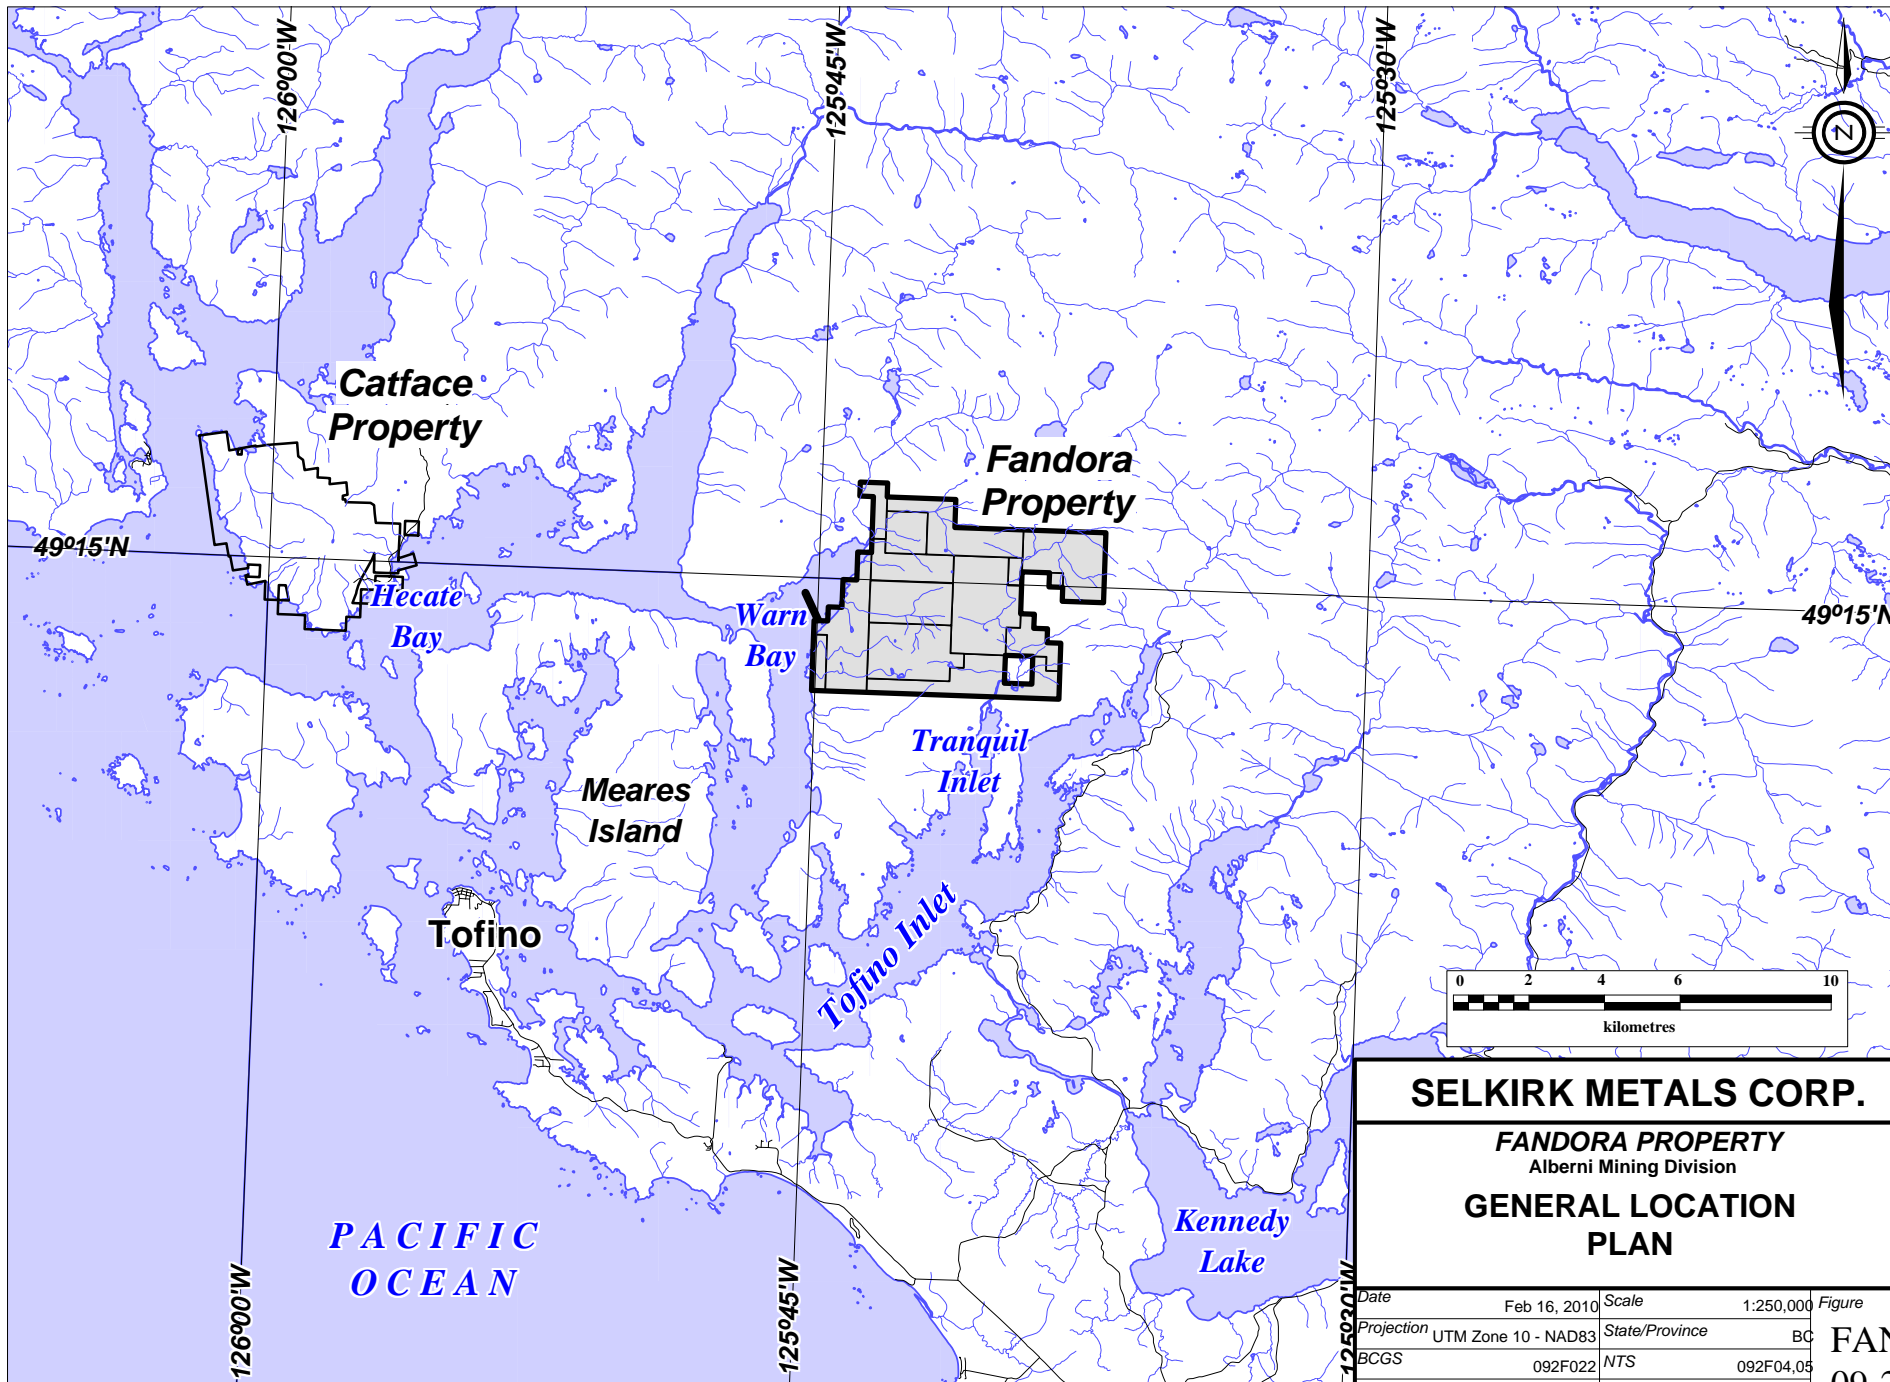 126°00'W
125°45'W
125°30'W
N
Catface
Property
Fandora
Property
49°15'N
49°15'N
Hecate
Bay
Warn
Bay
Tranquil
Inlet
Meares
Island
Tofino
Tofino Inlet
0 2 4 6 10
kilometres
PACIFIC
OCEAN
Kennedy
Lake
126°00'W
125°45'W
125°30'W
SELKIRK METALS CORP.
FANDORA PROPERTY
Alberni Mining Division
GENERAL LOCATION
PLAN
Date Feb 16, 2010 Scale 1:250,000 Figure
Projection UTM Zone 10 - NAD83 State/Province BC
FAN
BCGS 092F022 NTS 092F04,05